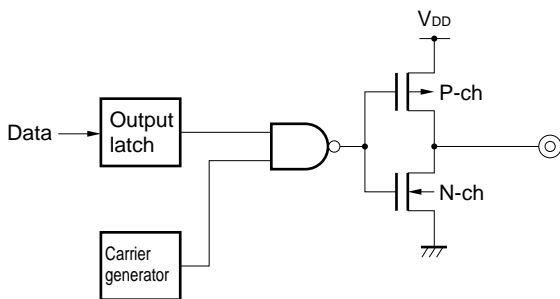 VDD
P-ch
Data
Output
latch
N-ch
Carrier
generator